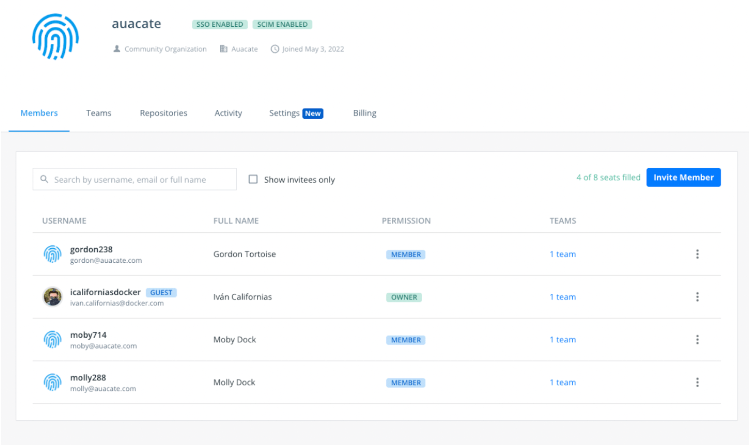 auacate SSO ENABLED SCIM ENABLED
Community Organization Auacate Joined May 3, 2022
Members Teams Repositories Activity Settings New Billing
Search by username, email or full name Show invitees only 4 of 8 seats filled Invite Member
USERNAME FULL NAME PERMISSION TEAMS
gordon238
gordon@auacate.com
Gordon Tortoise MEMBER 1 team
icaliforniasdocker GUEST
ivan.californias@docker.com
Iván Californias OWNER 1 team
moby714
moby@auacate.com
Moby Dock MEMBER 1 team
molly288
molly@auacate.com
Molly Dock MEMBER 1 team